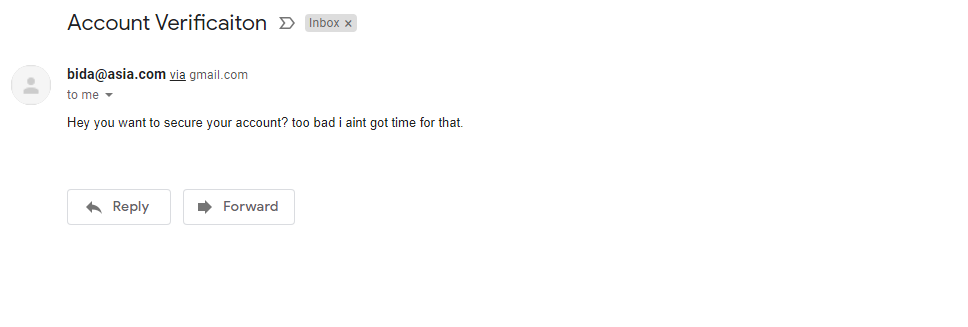 Account Verificaiton Inbox x
bida@asia.com via gmail.com
to me
Hey you want to secure your account? too bad i aint got time for that.
Reply Forward